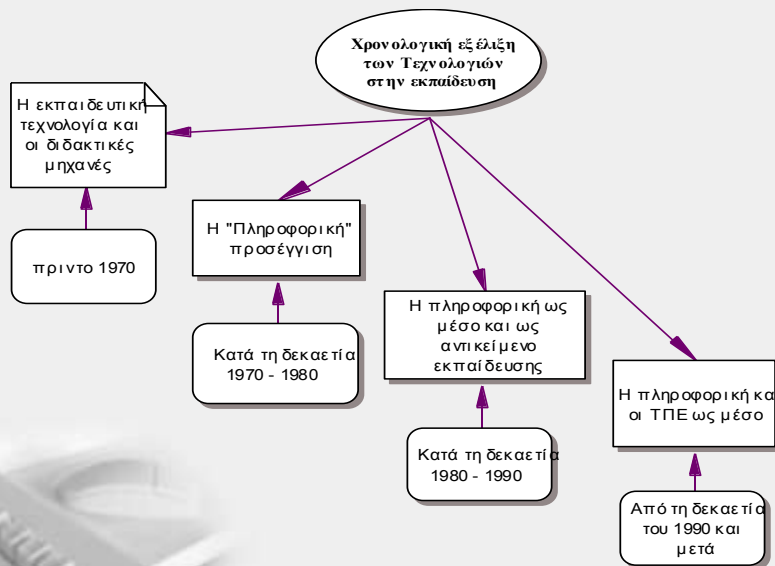 Χρονολογική εξέλιξη
των Τεχνολογιών
στην εκπαίδευση
Η εκπαιδευτική
τεχνολογία και
οι διδακτικές
μηχανές
πριν το 1970
Η "Πληροφορική"
προσέγγιση
Κατά τη δεκαετία
1970 - 1980
Η πληροφορική ως
μέσο και ως
αντικείμενο
εκπαίδευσης
Κατά τη δεκαετία
1980 - 1990
Η πληροφορική κα
οι ΤΠΕ ως μέσο
Από τη δεκαετία
του 1990 και
μετά